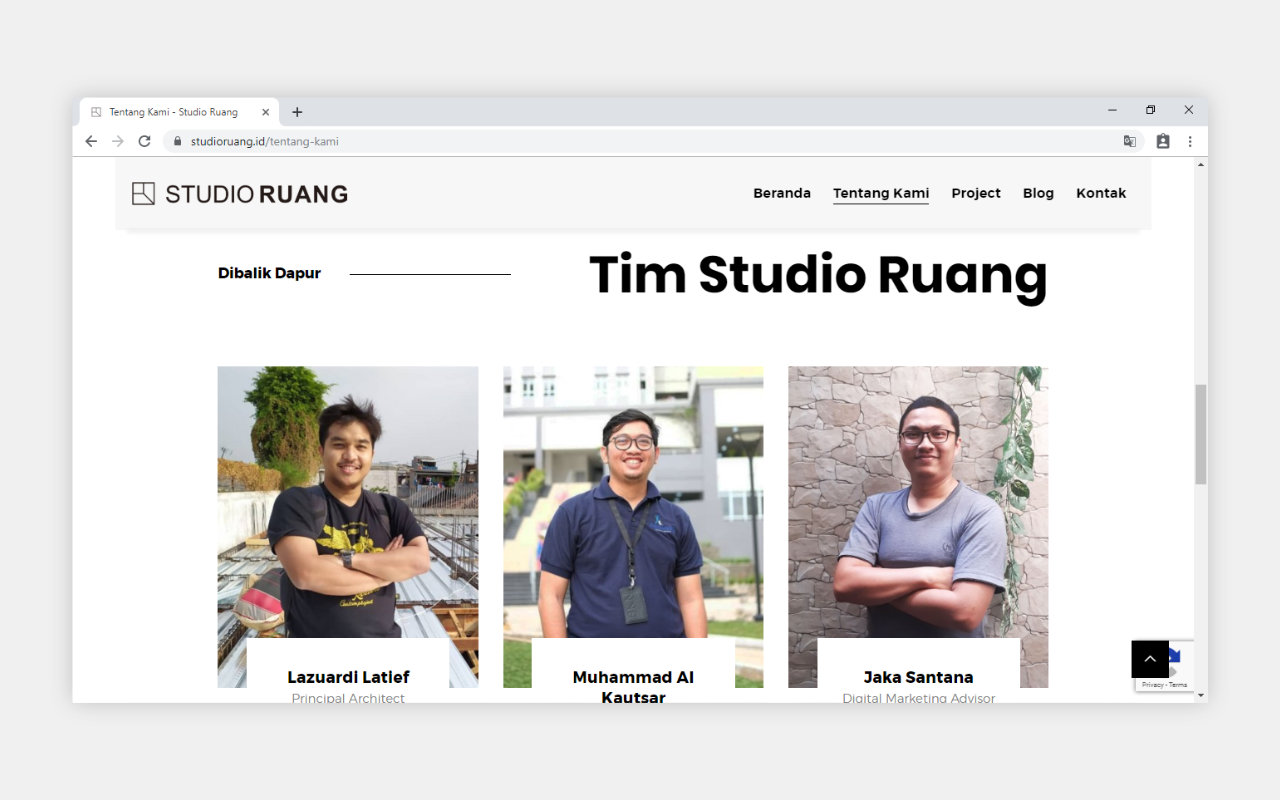 Tentang Kami - Studio Ruang
studioruang.id/tentang-kami
STUDIO RUANG
Beranda
Tentang Kami
Project
Blog
Kontak
Dibalik Dapur
Tim Studio Ruang
Lazuardi Latief
Principal Architect
Muhammad Al
Kautsar
Jaka Santana
Digital Marketing Advisor
Privacy - Terms